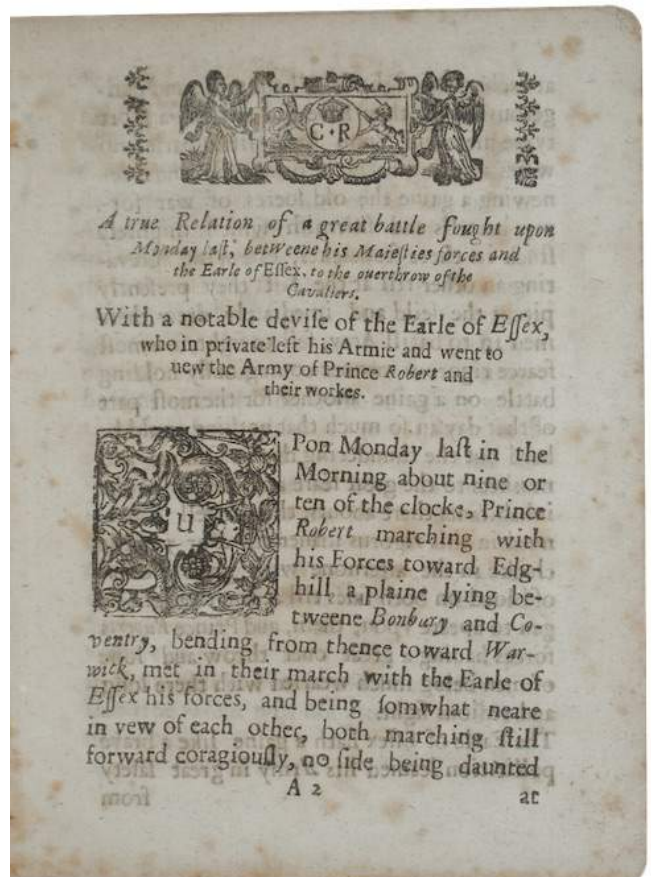 C · R
A true Relation of a great battle fought upon
Monday last, betweene his Maiesties forces and
the Earle of Essex, to the ouerthrow of the
Cavaliers.
With a notable devise of the Earle of Essex,
who in private left his Armie and went to
uew the Army of Prince Robert and
their workes.
UPon Monday last in the
Morning about nine or
ten of the clocke, Prince
Robert marching with
his Forces toward Edg-
hill, a plaine lying be-
tweene Bonbury and Co-
ventry, bending from thence toward War-
wick, met in their march with the Earle of
Essex his forces, and being somwhat neare
in vew of each other, both marching still
forward coragiously, no side being daunted
A 2 at